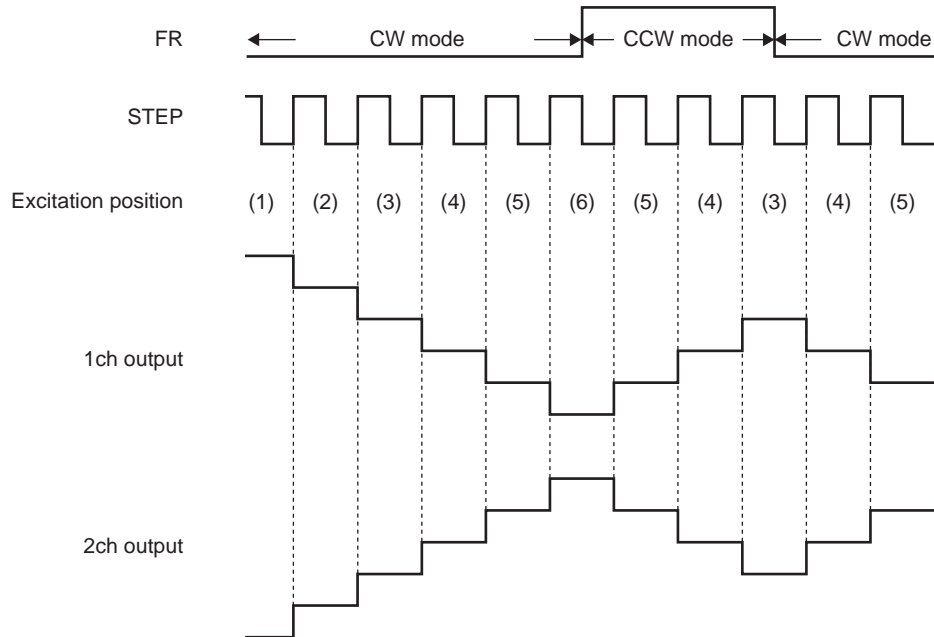 FR CW mode CCW mode CW mode
STEP
Excitation position (1) (2) (3) (4) (5) (6) (5) (4) (3) (4) (5)
1ch output
2ch output